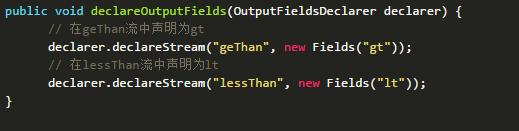 public void declareOutputFields(OutputFieldsDeclarer declarer) {
// 在geThan流中声明为gt
declarer.declareStream("geThan", new Fields("gt"));
// 在lessThan流中声明为lt
declarer.declareStream("lessThan", new Fields("lt"));
}